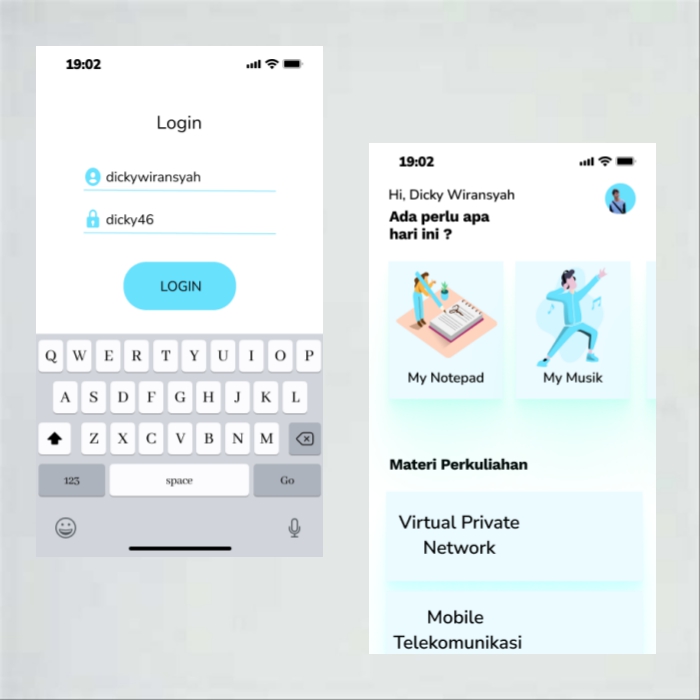 19:02
Login
dickywiransyah
dicky46
LOGIN
Q W E R T Y U I O P
A S D F G H J K L
Z X C V B N M
123 space Go
19:02
Hi, Dicky Wiransyah
Ada perlu apa
hari ini ?
My Notepad
My Musik
Materi Perkuliahan
Virtual Private
Network
Mobile
Telekomunikasi